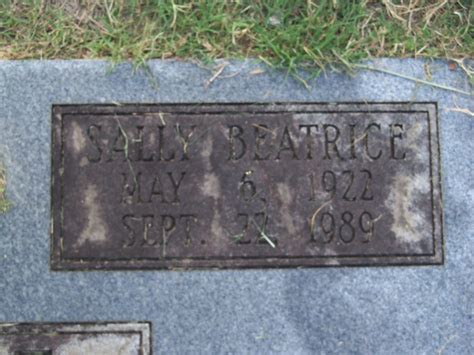 SALLY BEATRICE
MAY 6, 1922
SEPT. 22, 1989